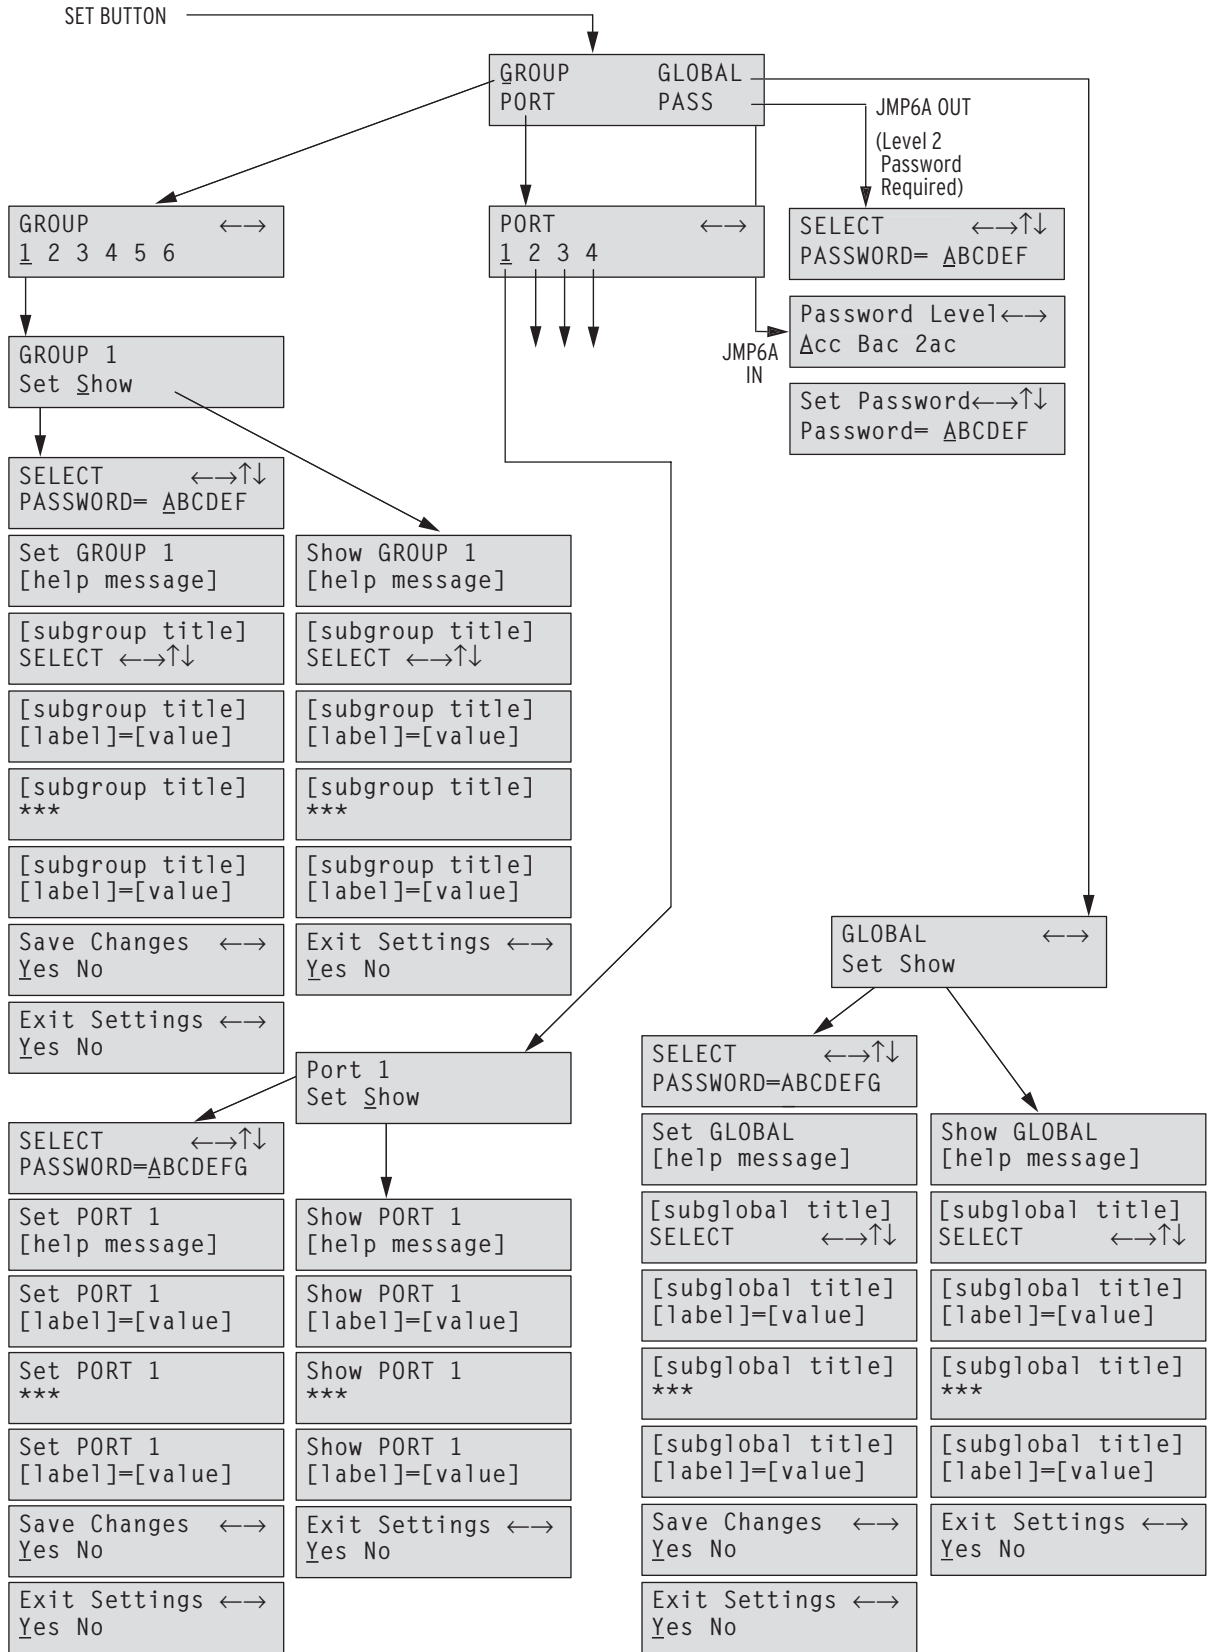 SET BUTTON
GROUP GLOBAL
PORT PASS
JMP6A OUT
(Level 2
Password
Required)
GROUP ←→
1 2 3 4 5 6
PORT ←→
1 2 3 4
SELECT ←→↑↓
PASSWORD= ABCDEF
Password Level←→
Acc Bac 2ac
JMP6A
IN
Set Password←→↑↓
Password= ABCDEF
GROUP 1
Set Show
SELECT ←→↑↓
PASSWORD= ABCDEF
Set GROUP 1
[help message]
[subgroup title]
SELECT ←→↑↓
[subgroup title]
[label]=[value]
[subgroup title]
***
[subgroup title]
[label]=[value]
Save Changes ←→
Yes No
Exit Settings ←→
Yes No
Show GROUP 1
[help message]
[subgroup title]
SELECT ←→↑↓
[subgroup title]
[label]=[value]
[subgroup title]
***
[subgroup title]
[label]=[value]
Exit Settings ←→
Yes No
Port 1
Set Show
SELECT ←→↑↓
PASSWORD=ABCDEFG
Set PORT 1
[help message]
Set PORT 1
[label]=[value]
Set PORT 1
***
Set PORT 1
[label]=[value]
Save Changes ←→
Yes No
Exit Settings ←→
Yes No
Show PORT 1
[help message]
Show PORT 1
[label]=[value]
Show PORT 1
***
Show PORT 1
[label]=[value]
Exit Settings ←→
Yes No
GLOBAL ←→
Set Show
SELECT ←→↑↓
PASSWORD=ABCDEFG
Set GLOBAL
[help message]
[subglobal title]
SELECT ←→↑↓
[subglobal title]
[label]=[value]
[subglobal title]
***
[subglobal title]
[label]=[value]
Save Changes ←→
Yes No
Exit Settings ←→
Yes No
Show GLOBAL
[help message]
[subglobal title]
SELECT ←→↑↓
[subglobal title]
[label]=[value]
[subglobal title]
***
[subglobal title]
[label]=[value]
Exit Settings ←→
Yes No